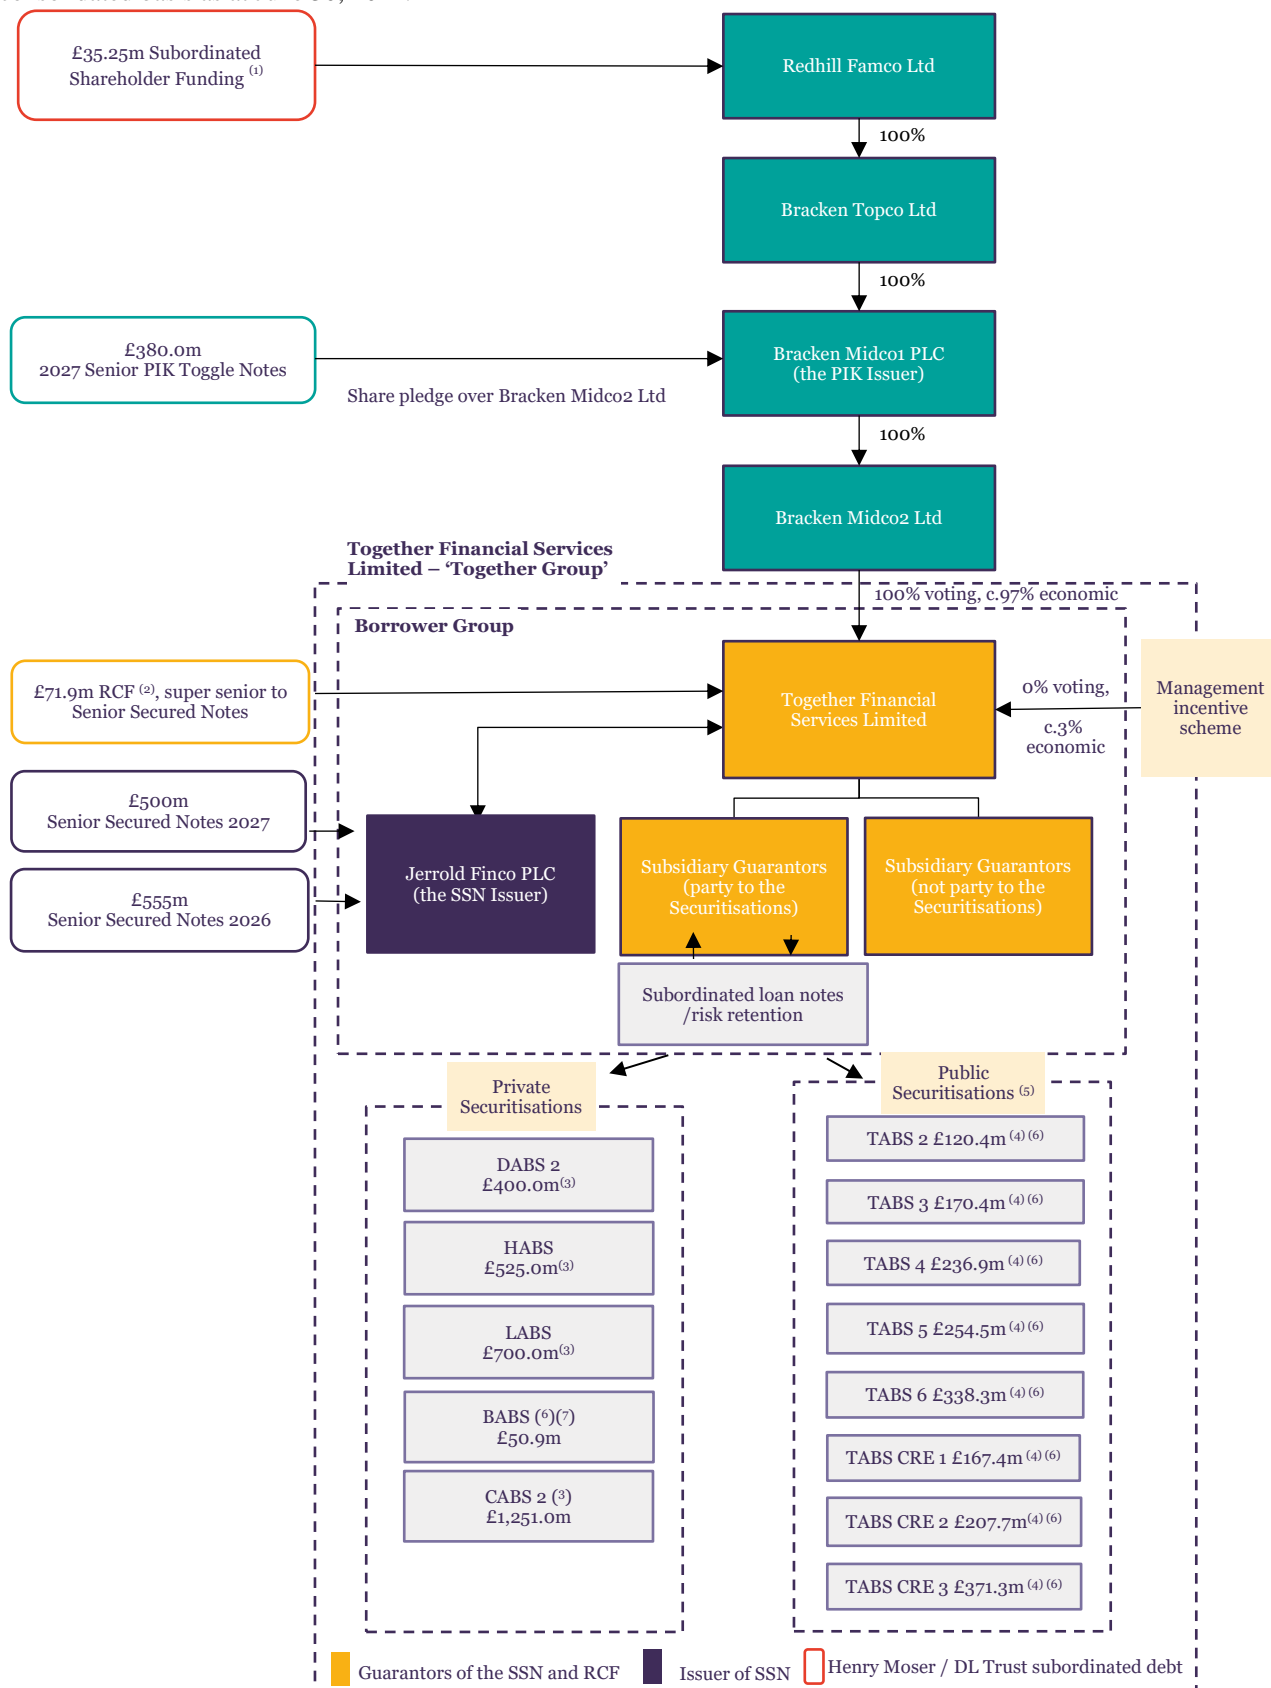 £35.25m Subordinated
Shareholder Funding (1)
Redhill Famco Ltd
100%
Bracken Topco Ltd
100%
£380.0m
2027 Senior PIK Toggle Notes
Share pledge over Bracken Midco2 Ltd
Bracken Midco1 PLC
(the PIK Issuer)
100%
Bracken Midco2 Ltd
Together Financial Services
Limited – ‘Together Group’
100% voting, c.97% economic
Borrower Group
£71.9m RCF (2), super senior to
Senior Secured Notes
Together Financial
Services Limited
0% voting,
c.3%
economic
Management
incentive
scheme
£500m
Senior Secured Notes 2027
£555m
Senior Secured Notes 2026
Jerrold Finco PLC
(the SSN Issuer)
Subsidiary Guarantors
(party to the
Securitisations)
Subsidiary Guarantors
(not party to the
Securitisations)
Subordinated loan notes
/risk retention
Private
Securitisations
Public
Securitisations (5)
DABS 2
£400.0m(3)
HABS
£525.0m(3)
LABS
£700.0m(3)
BABS (6)(7)
£50.9m
CABS 2 (3)
£1,251.0m
TABS 2 £120.4m (4) (6)
TABS 3 £170.4m (4) (6)
TABS 4 £236.9m (4) (6)
TABS 5 £254.5m (4) (6)
TABS 6 £338.3m (4) (6)
TABS CRE 1 £167.4m (4) (6)
TABS CRE 2 £207.7m(4) (6)
TABS CRE 3 £371.3m (4) (6)
Guarantors of the SSN and RCF
Issuer of SSN
Henry Moser / DL Trust subordinated debt